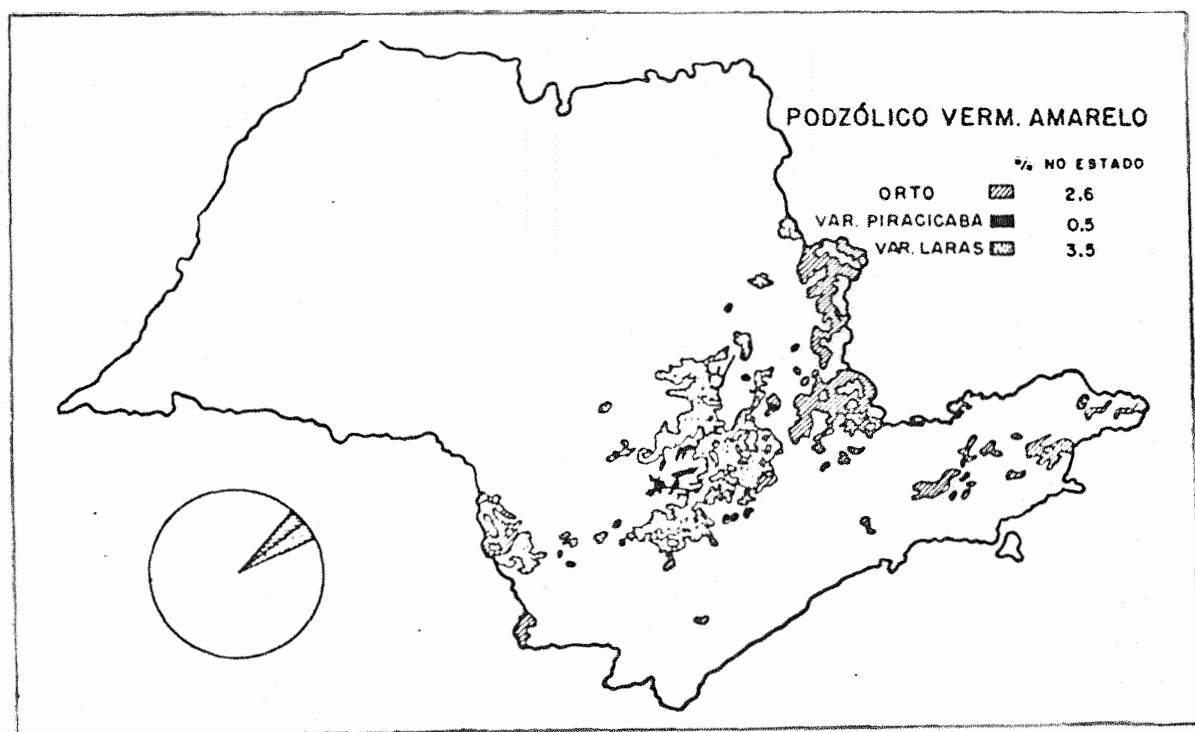 PODZÓLICO VERM. AMARELO
% NO ESTADO
ORTO 2.6
VAR. PIRACICABA 0.5
VAR. LARAS 3.5